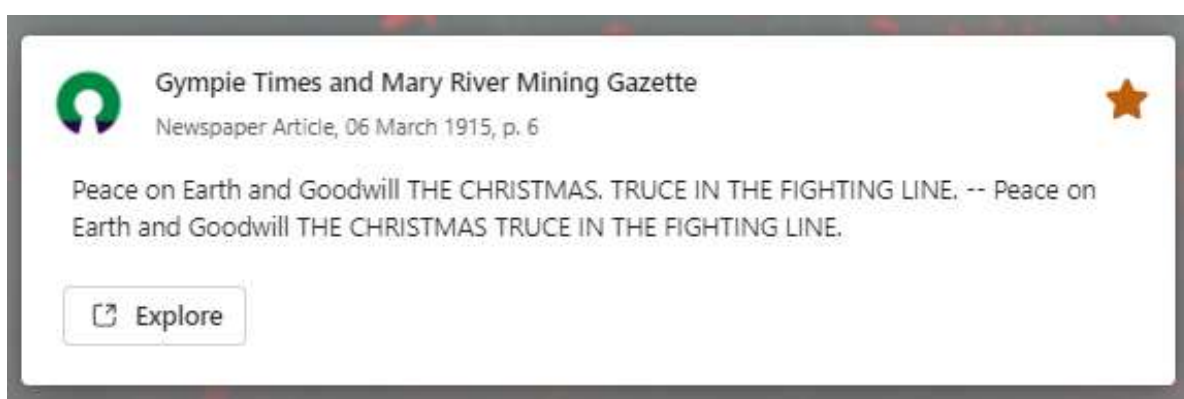 Gympie Times and Mary River Mining Gazette
Newspaper Article, 06 March 1915, p. 6
Peace on Earth and Goodwill THE CHRISTMAS. TRUCE IN THE FIGHTING LINE. -- Peace on
Earth and Goodwill THE CHRISTMAS TRUCE IN THE FIGHTING LINE.
Explore